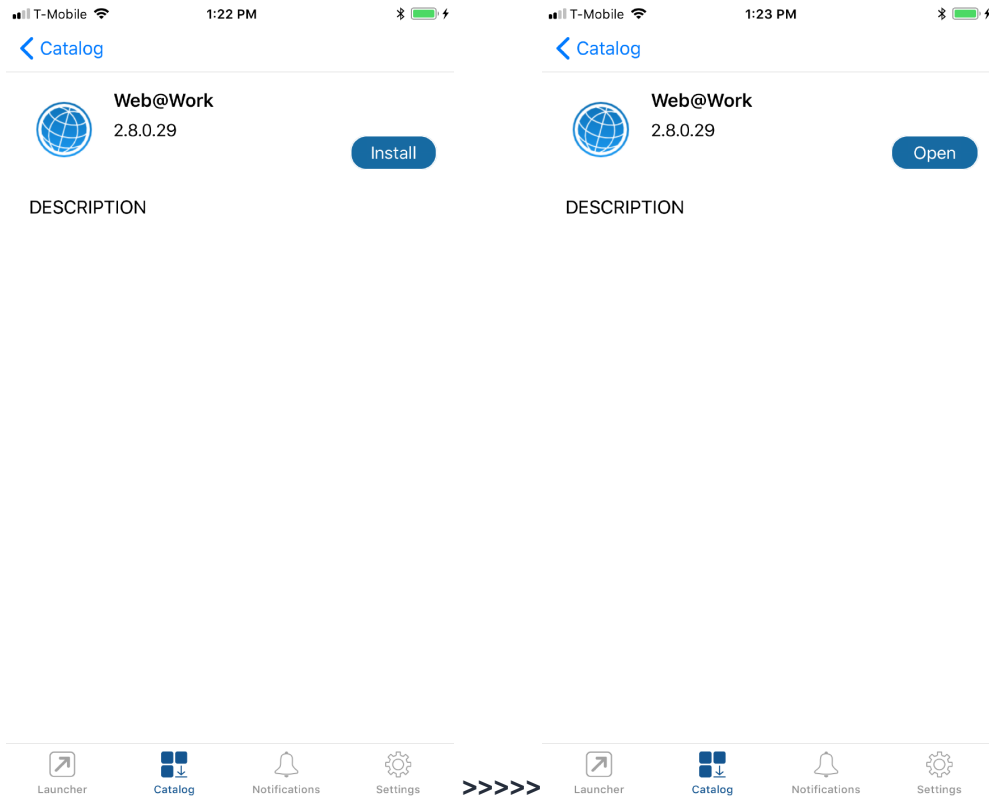 T-Mobile 1:22 PM
Catalog
Web@Work
2.8.0.29
Install
DESCRIPTION
Launcher Catalog Notifications Settings
>>>>>
T-Mobile 1:23 PM
Catalog
Web@Work
2.8.0.29
Open
DESCRIPTION
Launcher Catalog Notifications Settings